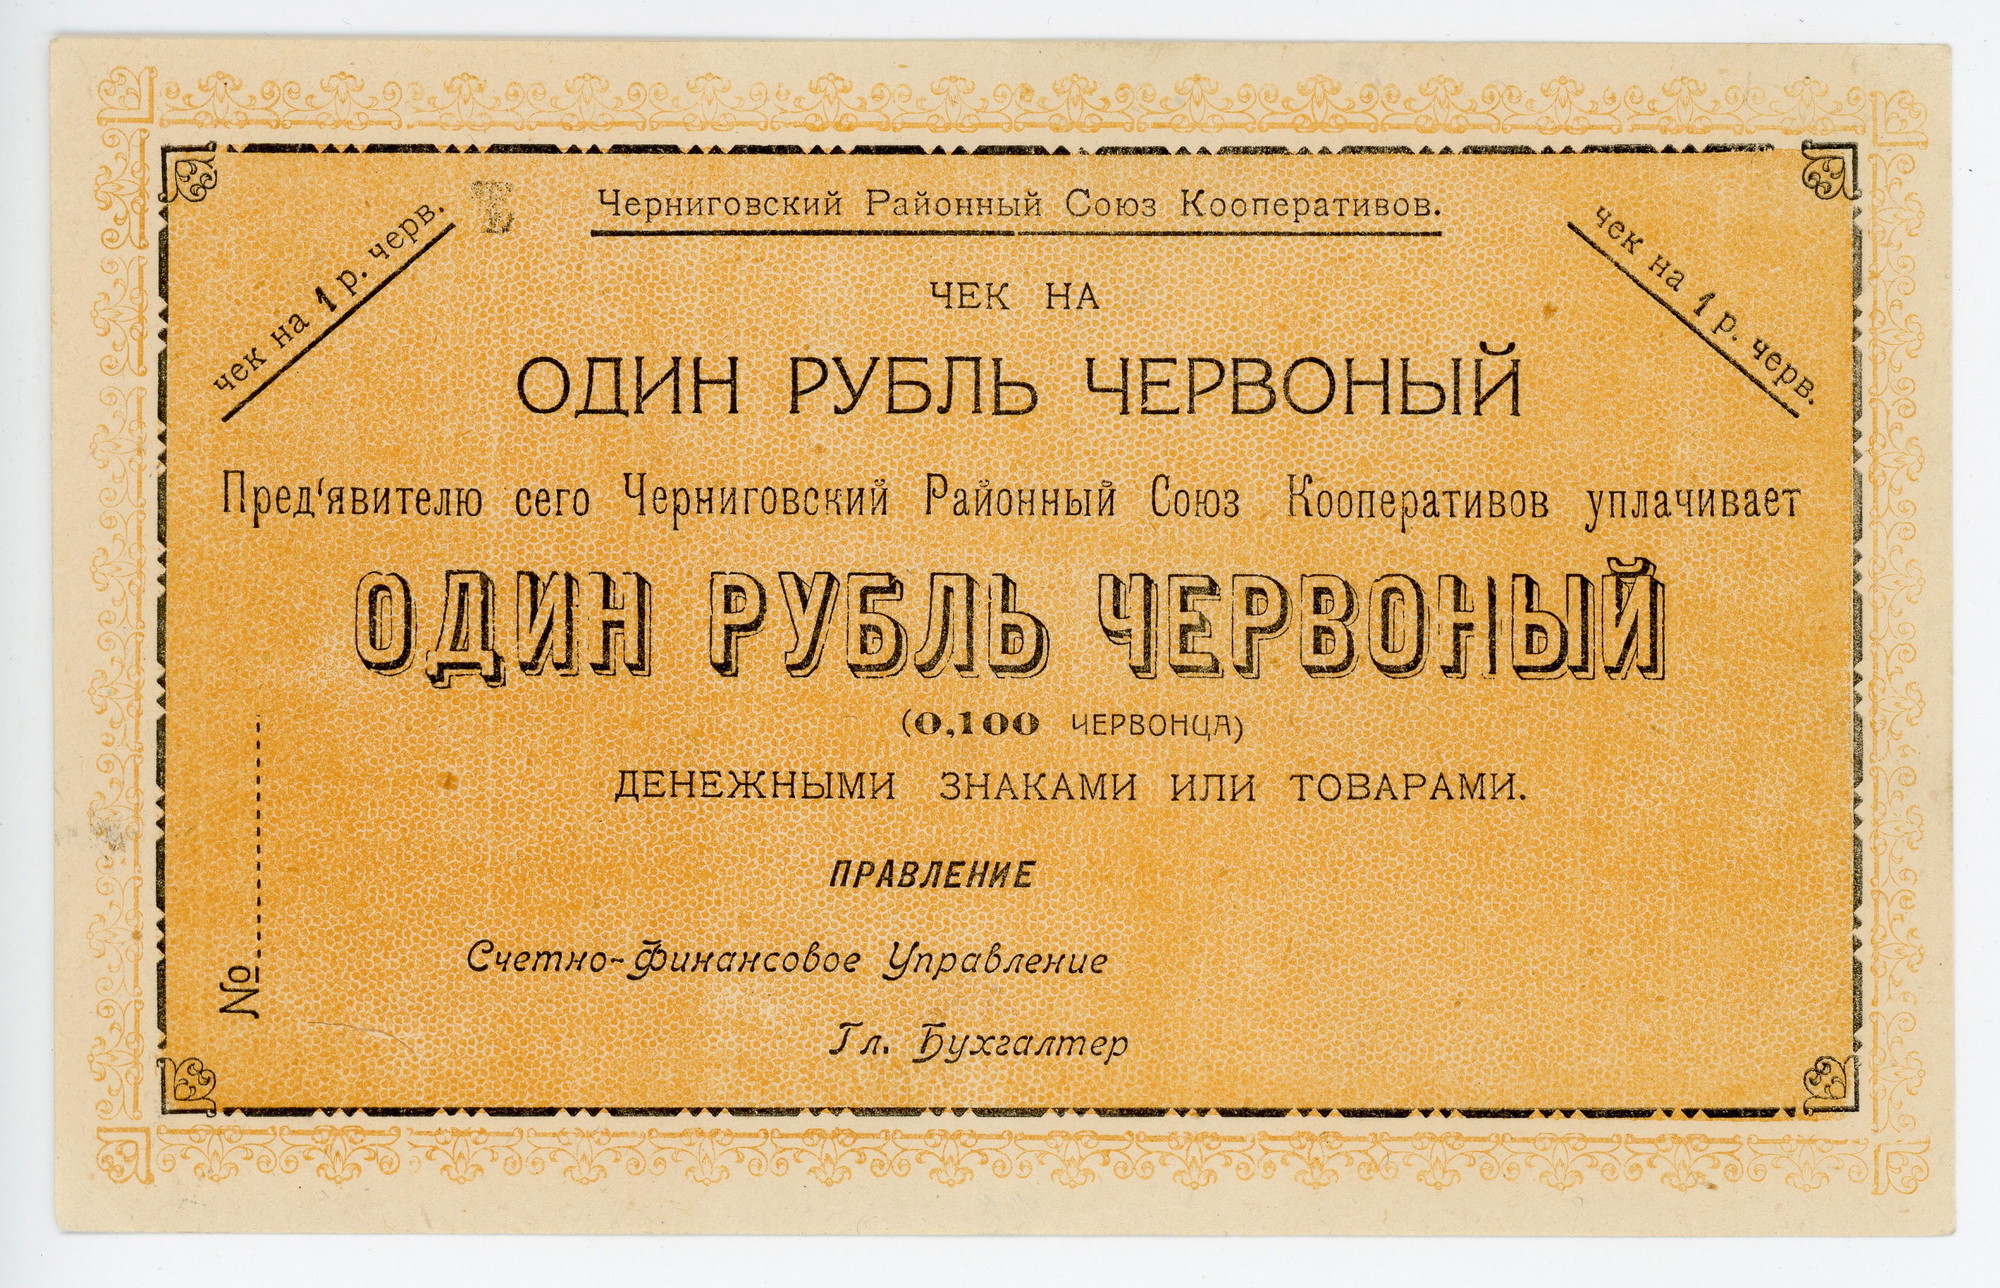 Черниговский Районный Союз Кооперативов.
чек на 1 р. черв.
чек на 1 р. черв.
ЧЕК НА
ОДИН РУБЛЬ ЧЕРВОНЫЙ
Пред‘явителю сего Черниговский Районный Союз Кооперативов уплачивает
ОДИН РУБЛЬ ЧЕРВОНЫЙ
(0,100 ЧЕРВОНЦА)
ДЕНЕЖНЫМИ ЗНАКАМИ ИЛИ ТОВАРАМИ.
ПРАВЛЕНИЕ
Счетно-Финансовое Управление
Гл. Бухгалтер
№